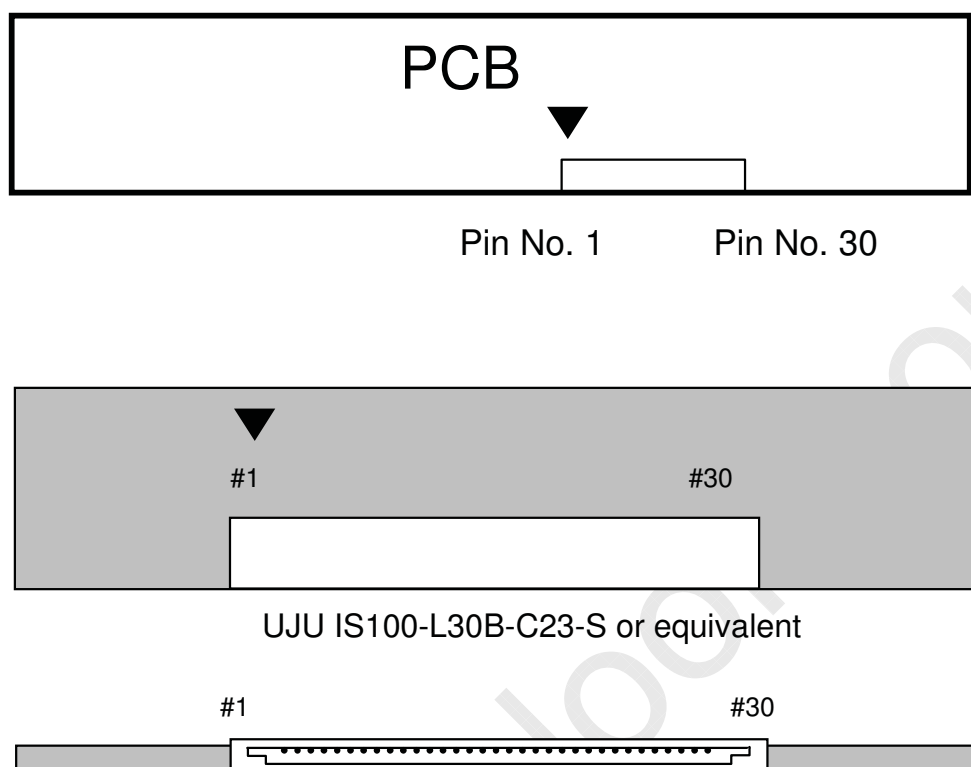 PCB
Pin No. 1 Pin No. 30
#1 #30
UJU IS100-L30B-C23-S or equivalent
#1 #30